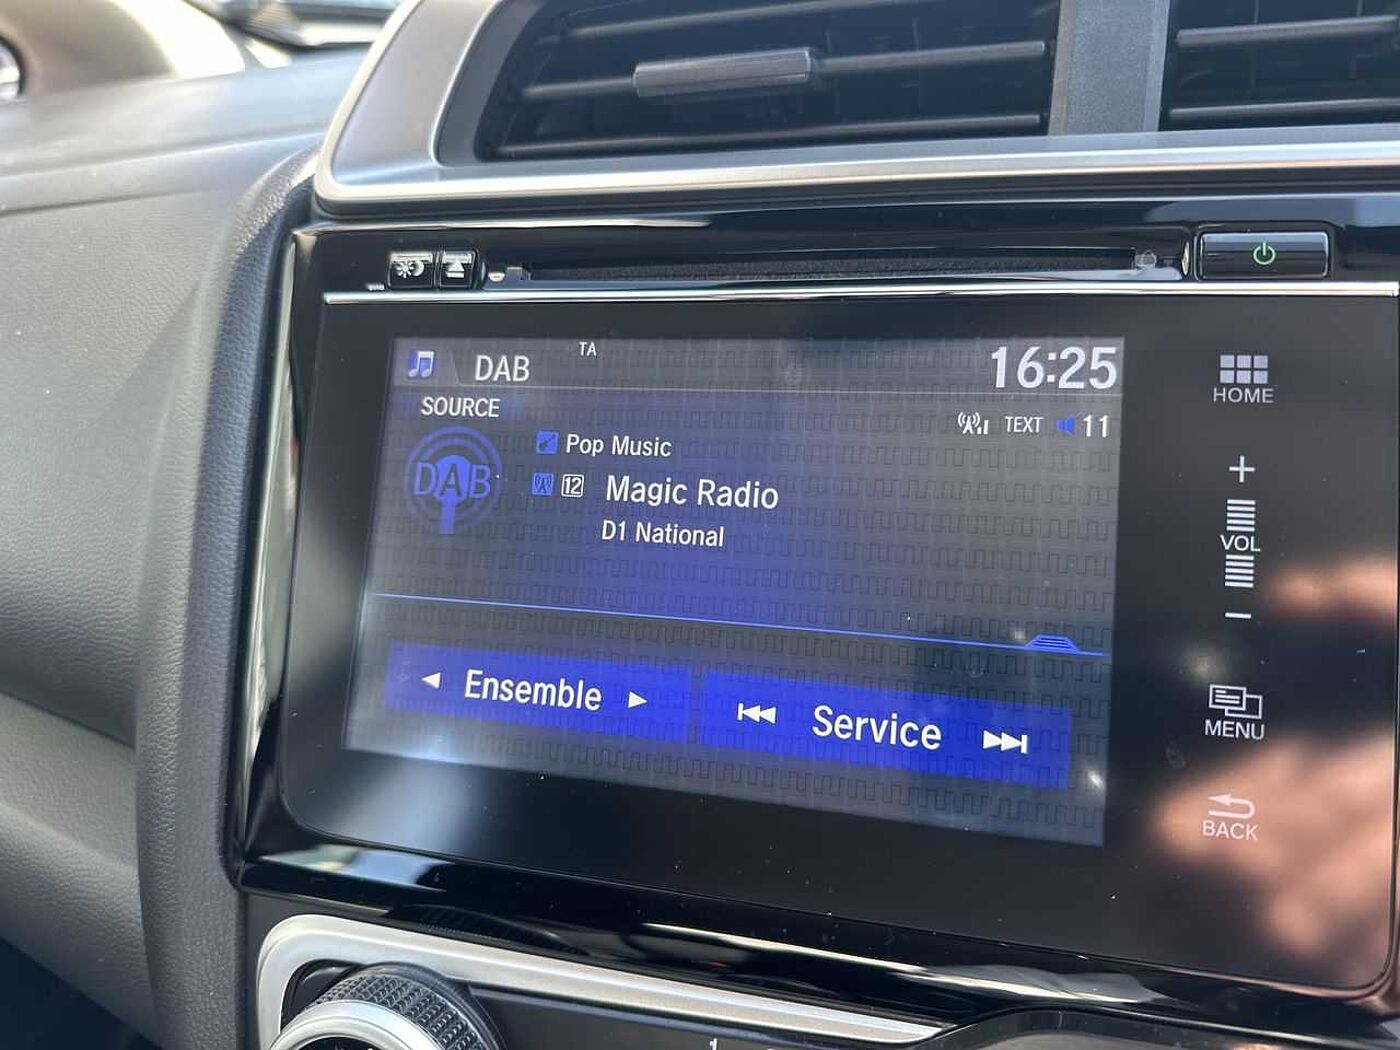 DAB
TA
16:25
SOURCE
TEXT
11
DAB
Pop Music
12
Magic Radio
D1 National
Ensemble
Service
HOME
+
VOL
−
MENU
BACK
1